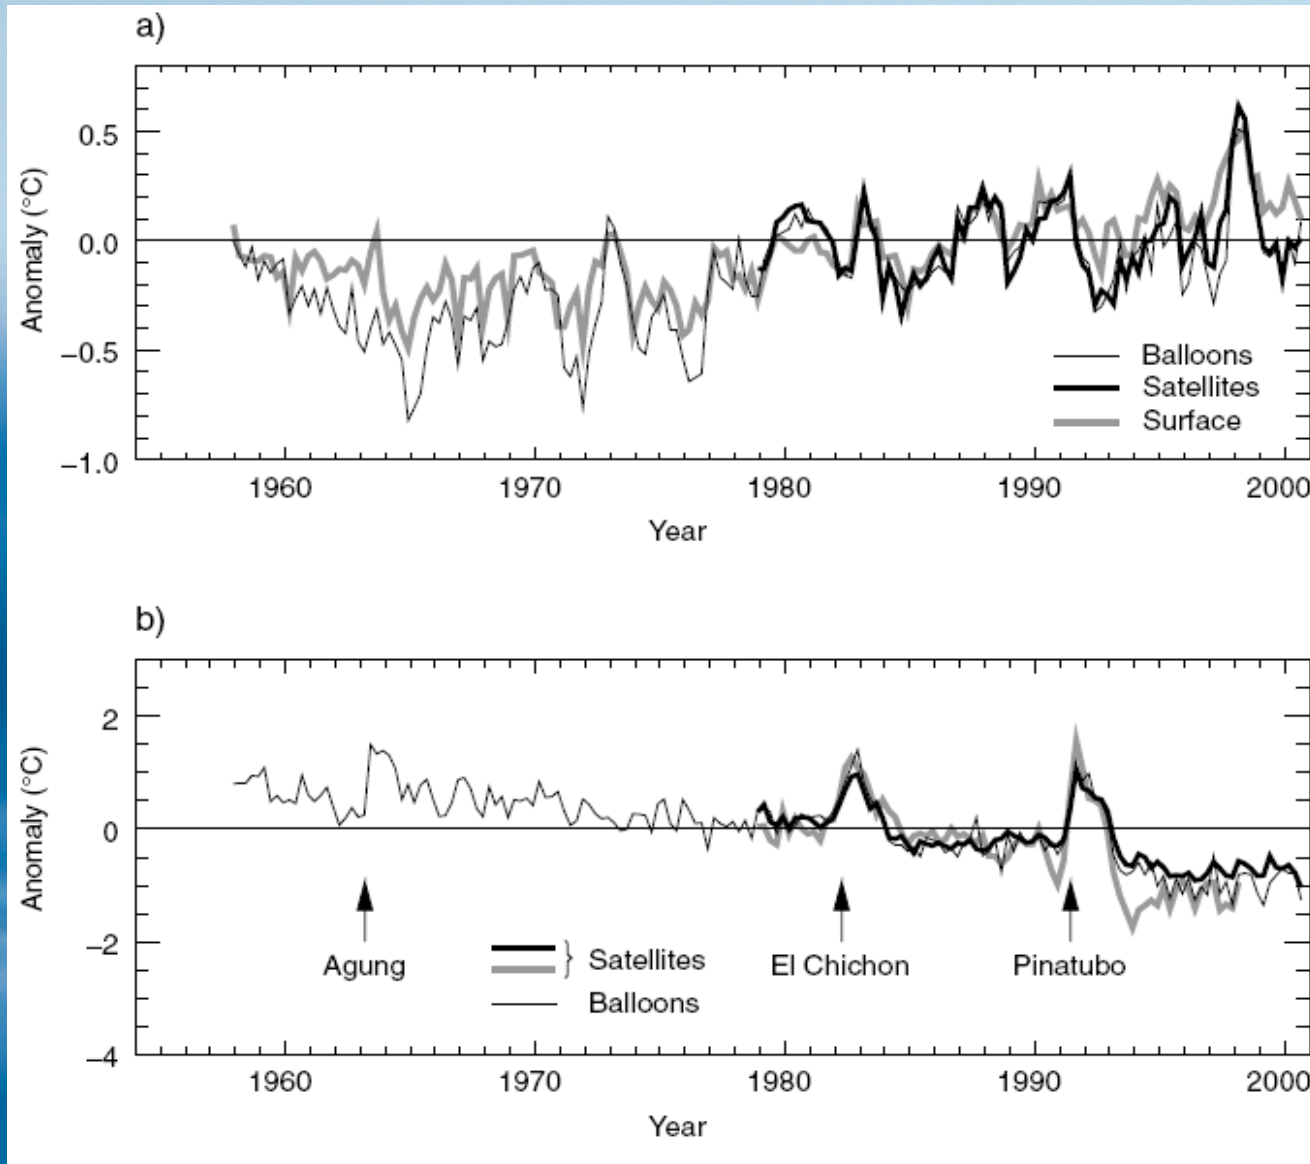 a)
0.5
0.0
−0.5
−1.0
Anomaly (°C)
Balloons
Satellites
Surface
1960 1970 1980 1990 2000
Year
b)
2
0
−2
−4
Anomaly (°C)
Agung
El Chichon
Pinatubo
Satellites
Balloons
1960 1970 1980 1990 2000
Year